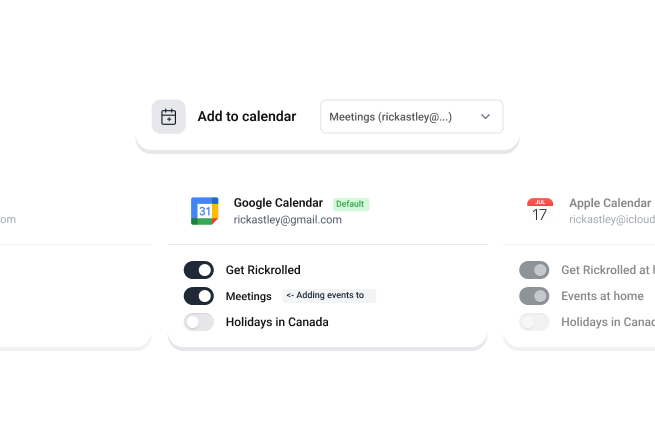 Add to calendar
Meetings (rickastley@...)
om
Google Calendar Default
rickastley@gmail.com
31
Get Rickrolled
Meetings <- Adding events to
Holidays in Canada
JUL
17
Apple Calendar
rickastley@icloud
Get Rickrolled at h
Events at home
Holidays in Canad